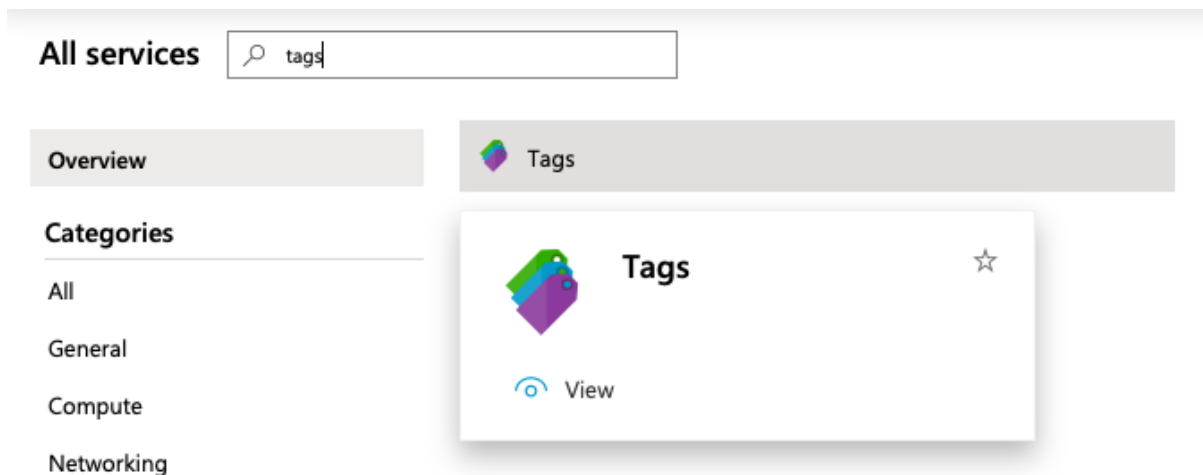 All services
tags
Overview
Categories
All
General
Compute
Networking
Tags
Tags
View